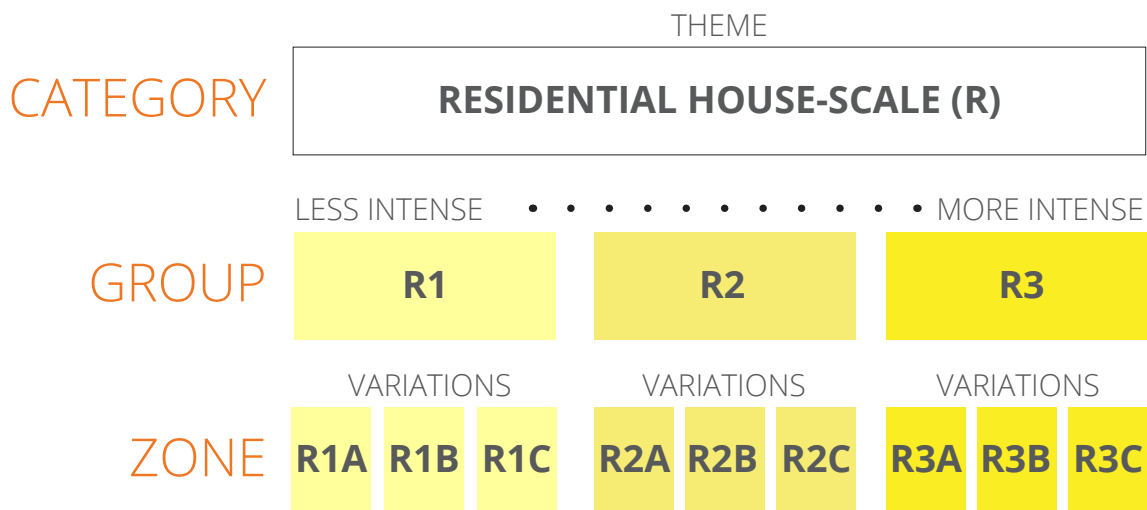 THEME
CATEGORY RESIDENTIAL HOUSE-SCALE (R)
LESS INTENSE • • • • • • • • • • • MORE INTENSE
GROUP R1 R2 R3
VARIATIONS VARIATIONS VARIATIONS
ZONE R1A R1B R1C R2A R2B R2C R3A R3B R3C